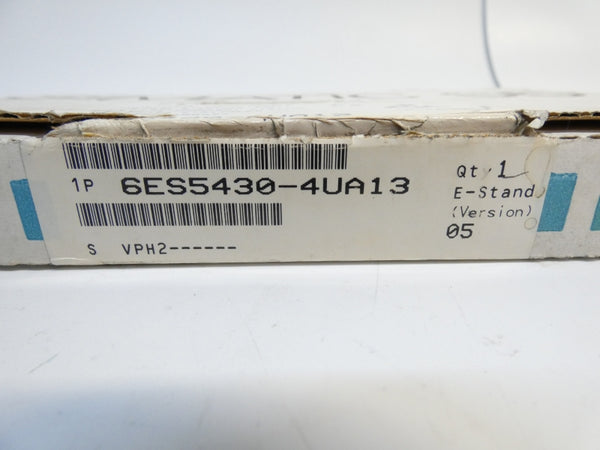 1P 6ES5430-4UA13
Qty 1
E-Stand
(Version)
05
S VPH2------